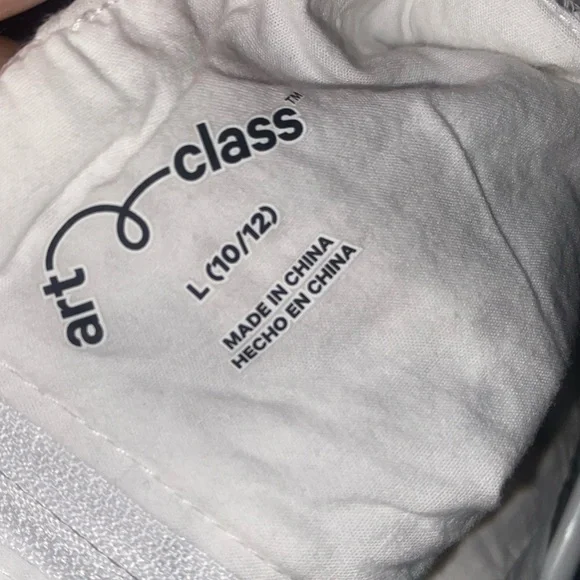 art class™
L (10/12)
MADE IN CHINA
HECHO EN CHINA